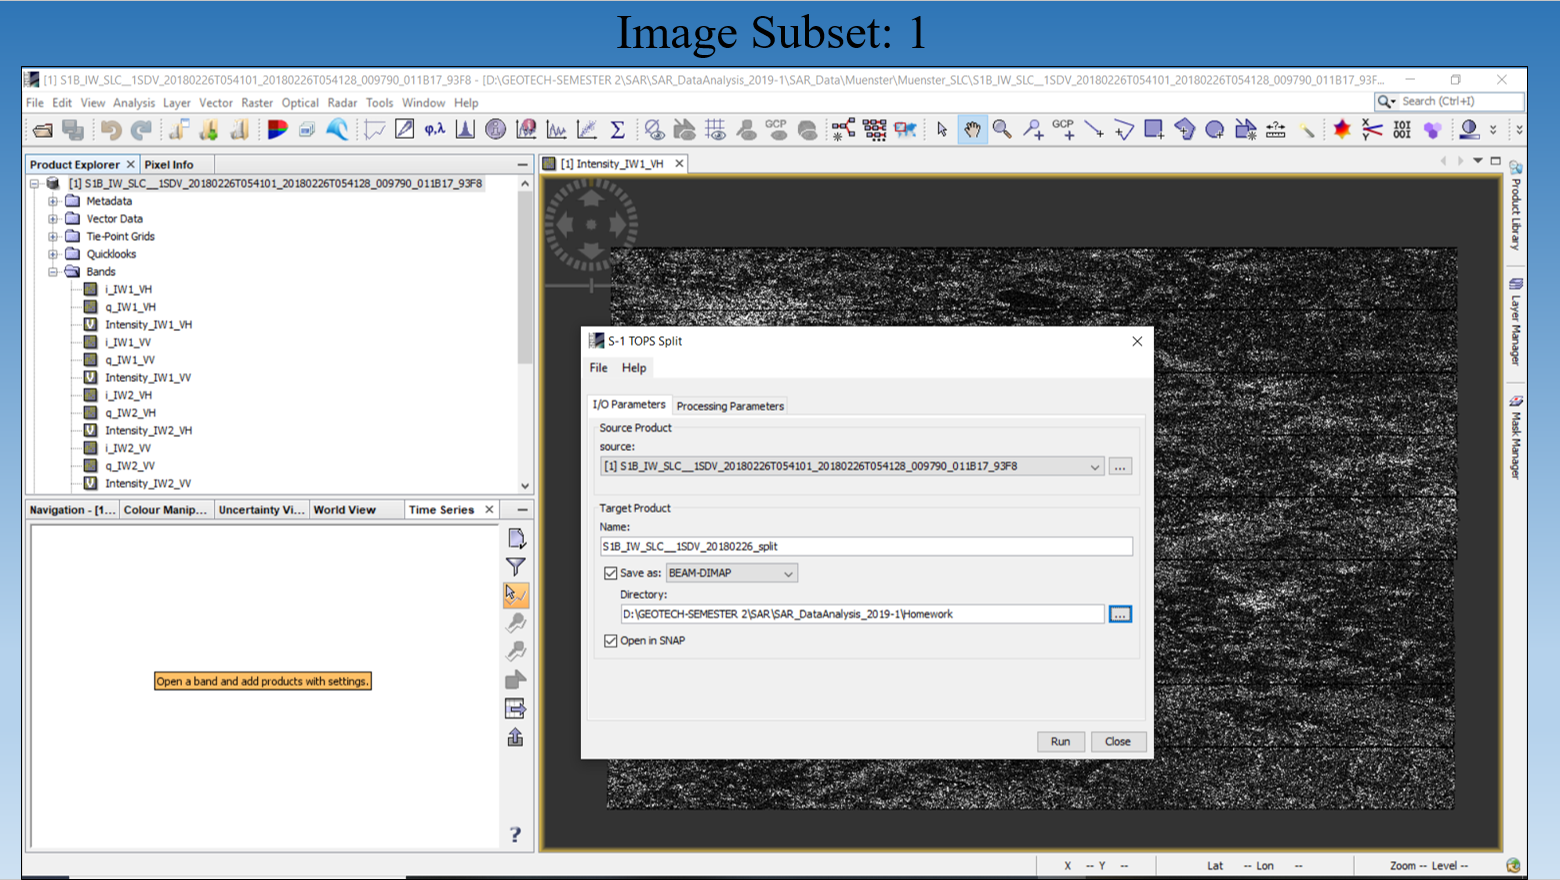 Image Subset: 1
[1] S1B_IW_SLC__1SDV_20180226T054101_20180226T054128_009790_011B17_93F8 - [D:\GEOTECH-SEMESTER 2\SAR\SAR_DataAnalysis_2019-1\SAR_Data\Muenster\Muenster_SLC\S1B_IW_SLC__1SDV_20180226T054101_20180226T054128_009790_011B17_93F...
File Edit View Analysis Layer Vector Raster Optical Radar Tools Window Help
Search (Ctrl+I)
φ,λ Σ GCP GCP
Product Explorer Pixel Info
[1] Intensity_IW1_VH
[1] S1B_IW_SLC__1SDV_20180226T054101_20180226T054128_009790_011B17_93F8
Metadata
Vector Data
Tie-Point Grids
Quicklooks
Bands
i_IW1_VH
q_IW1_VH
Intensity_IW1_VH
i_IW1_VV
q_IW1_VV
Intensity_IW1_VV
i_IW2_VH
q_IW2_VH
Intensity_IW2_VH
i_IW2_VV
q_IW2_VV
Intensity_IW2_VV
Navigation - [1... Colour Manip... Uncertainty Vi... World View Time Series
Open a band and add products with settings.
S-1 TOPS Split
File Help
I/O Parameters Processing Parameters
Source Product
source:
[1] S1B_IW_SLC__1SDV_20180226T054101_20180226T054128_009790_011B17_93F8
...
Target Product
Name:
S1B_IW_SLC__1SDV_20180226_split
Save as: BEAM-DIMAP
Directory:
D:\GEOTECH-SEMESTER 2\SAR\SAR_DataAnalysis_2019-1\Homework
...
Open in SNAP
Run Close
Product Library
Layer Manager
Mask Manager
X -- Y -- Lat -- Lon -- Zoom -- Level --